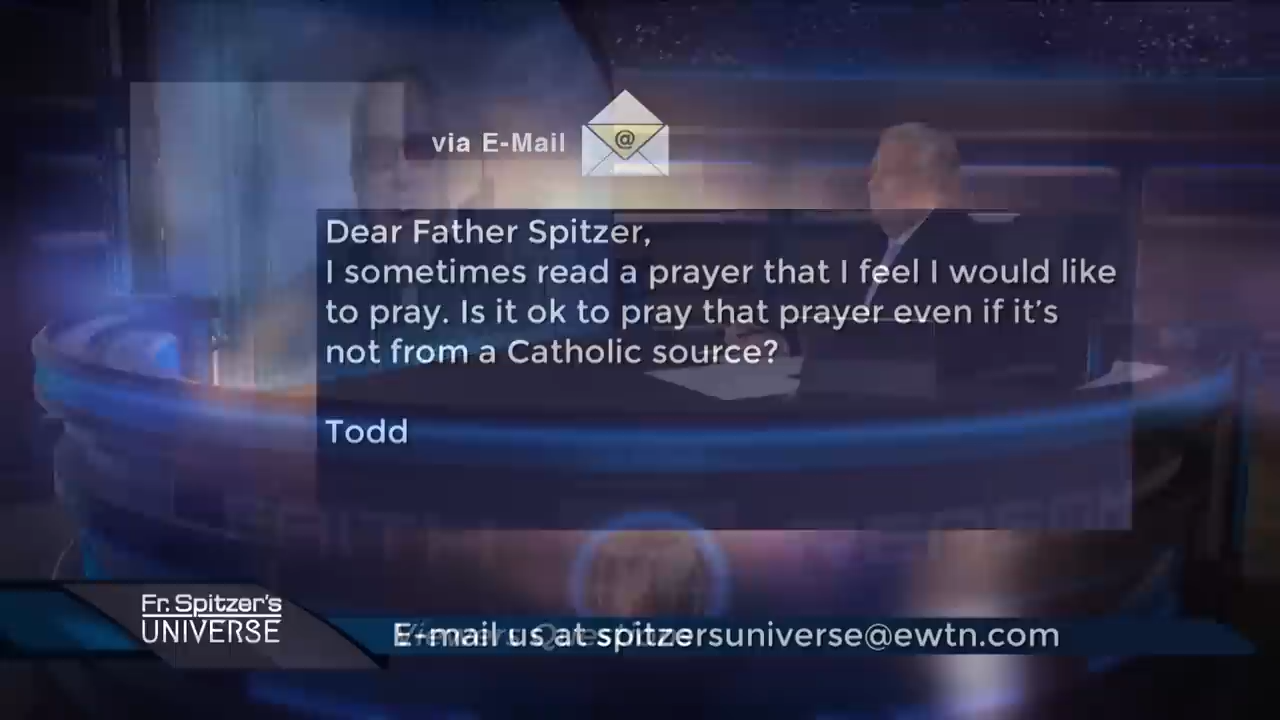 via E-Mail
@
Dear Father Spitzer,
I sometimes read a prayer that I feel I would like
to pray. Is it ok to pray that prayer even if it's
not from a Catholic source?
Todd
Fr. Spitzer's
UNIVERSE
E-mail us at spitzersuniverse@ewtn.com